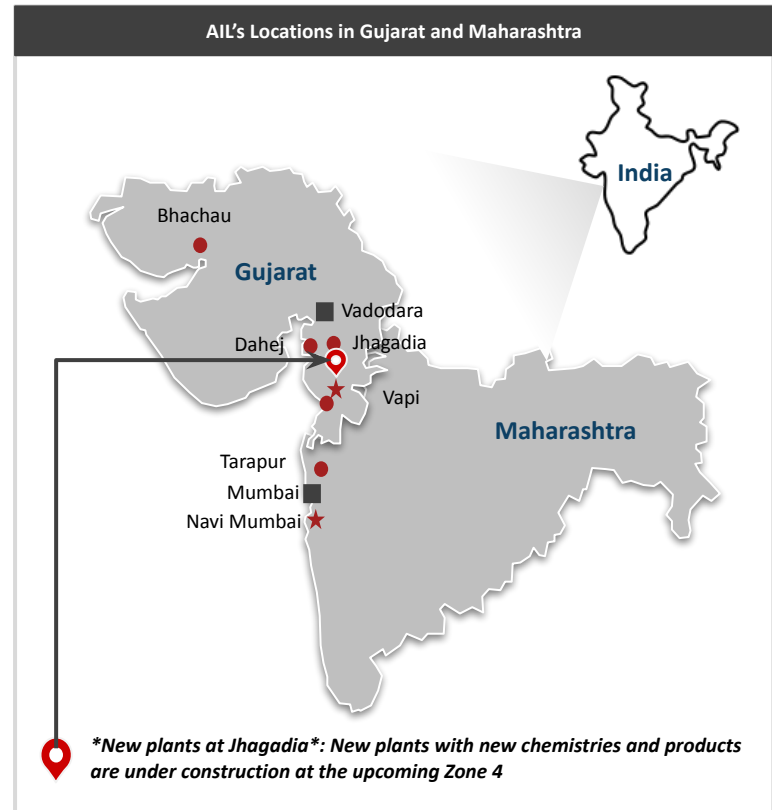 AIL's Locations in Gujarat and Maharashtra
India
Bhachau
Gujarat
Vadodara
Dahej
Jhagadia
Vapi
Maharashtra
Tarapur
Mumbai
Navi Mumbai
*New plants at Jhagadia*: New plants with new chemistries and products
are under construction at the upcoming Zone 4